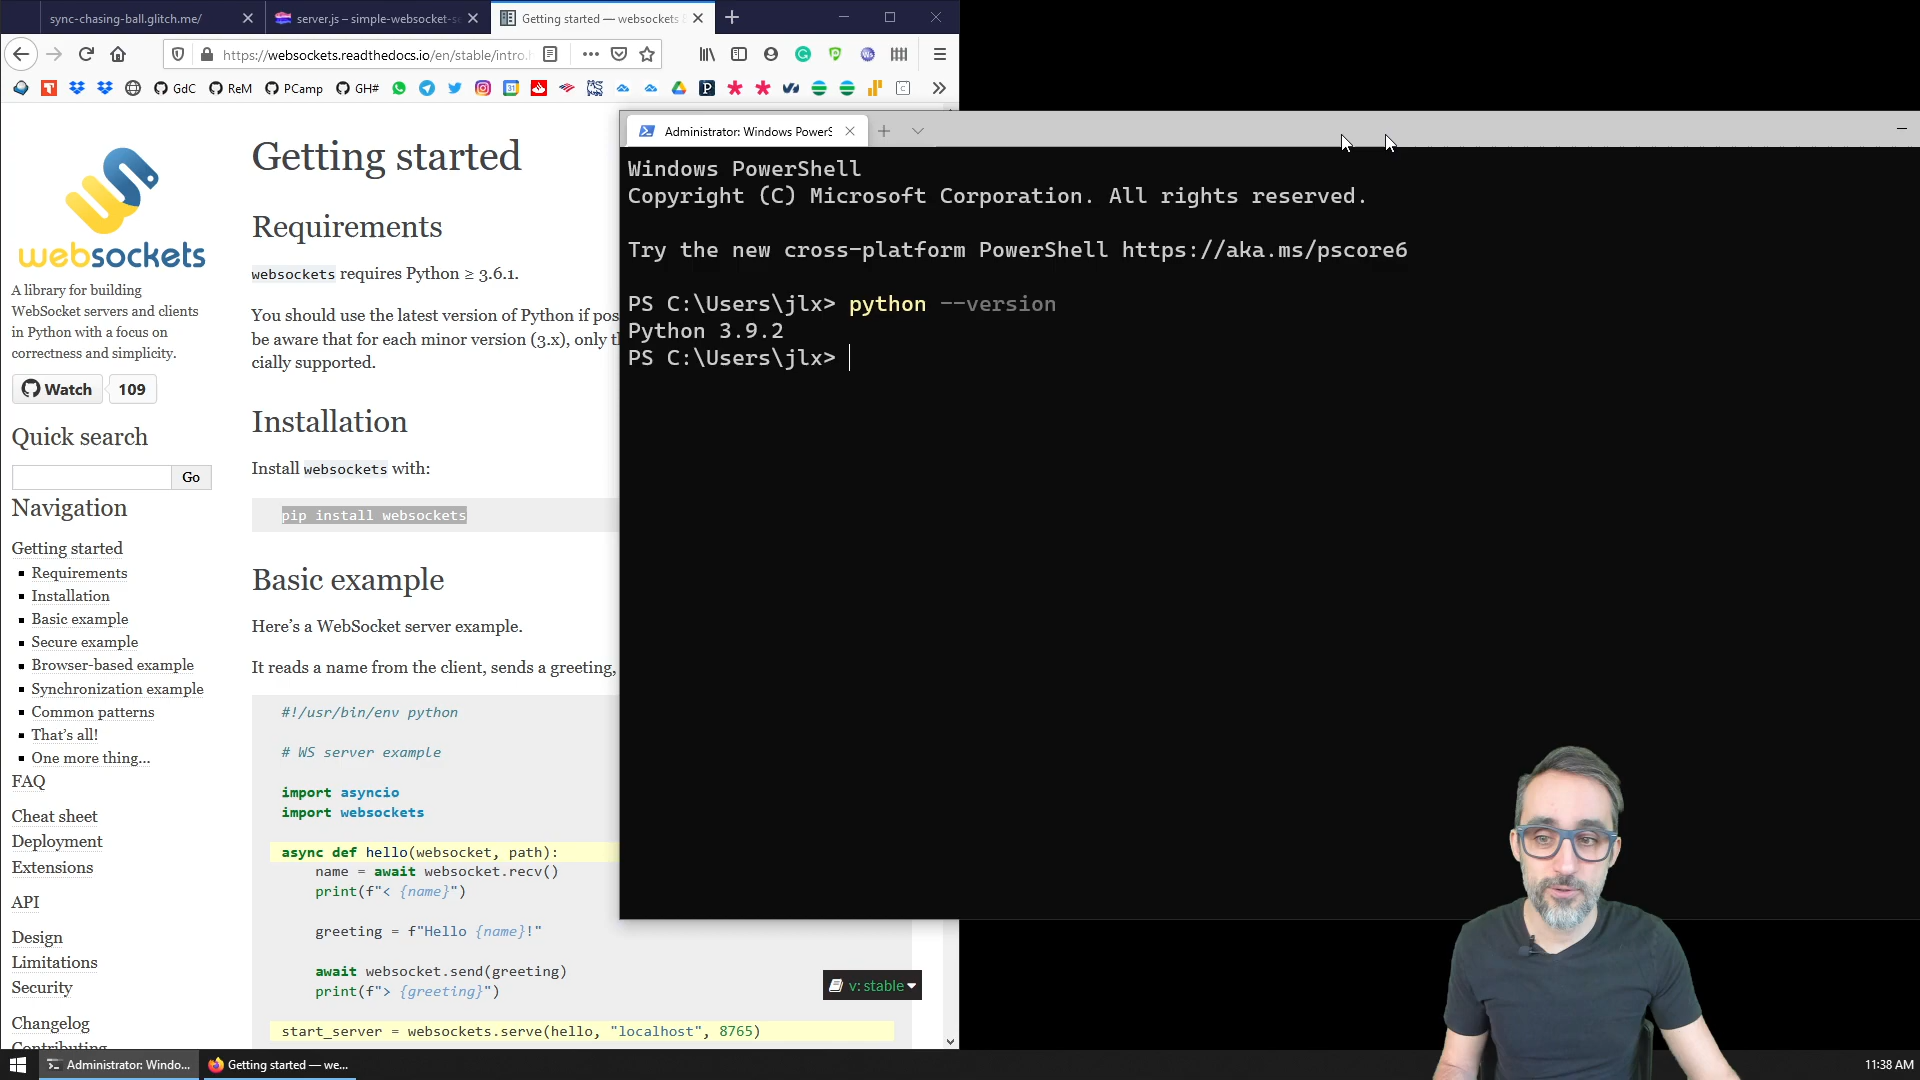 sync-chasing-ball.glitch.me/
server.js – simple-websocket-se
Getting started — websockets
https://websockets.readthedocs.io/en/stable/intro.h
GdC
ReM
PCamp
GH#
websockets
A library for building
WebSocket servers and clients
in Python with a focus on
correctness and simplicity.
Watch
109
Quick search
Go
Navigation
Getting started
Requirements
Installation
Basic example
Secure example
Browser-based example
Synchronization example
Common patterns
That's all!
One more thing...
FAQ
Cheat sheet
Deployment
Extensions
API
Design
Limitations
Security
Changelog
Contributing
Getting started
Requirements
websockets requires Python ≥ 3.6.1.
You should use the latest version of Python if pos
be aware that for each minor version (3.x), only t
cially supported.
Installation
Install websockets with:
pip install websockets
Basic example
Here's a WebSocket server example.
It reads a name from the client, sends a greeting,
#!/usr/bin/env python
# WS server example
import asyncio
import websockets
async def hello(websocket, path):
name = await websocket.recv()
print(f"< {name}")
greeting = f"Hello {name}!"
await websocket.send(greeting)
print(f"> {greeting}")
start_server = websockets.serve(hello, "localhost", 8765)
v: stable
Administrator: Windows PowerS
Windows PowerShell
Copyright (C) Microsoft Corporation. All rights reserved.
Try the new cross-platform PowerShell https://aka.ms/pscore6
PS C:\Users\jlx> python --version
Python 3.9.2
PS C:\Users\jlx>
Administrator: Windo...
Getting started — we...
11:38 AM